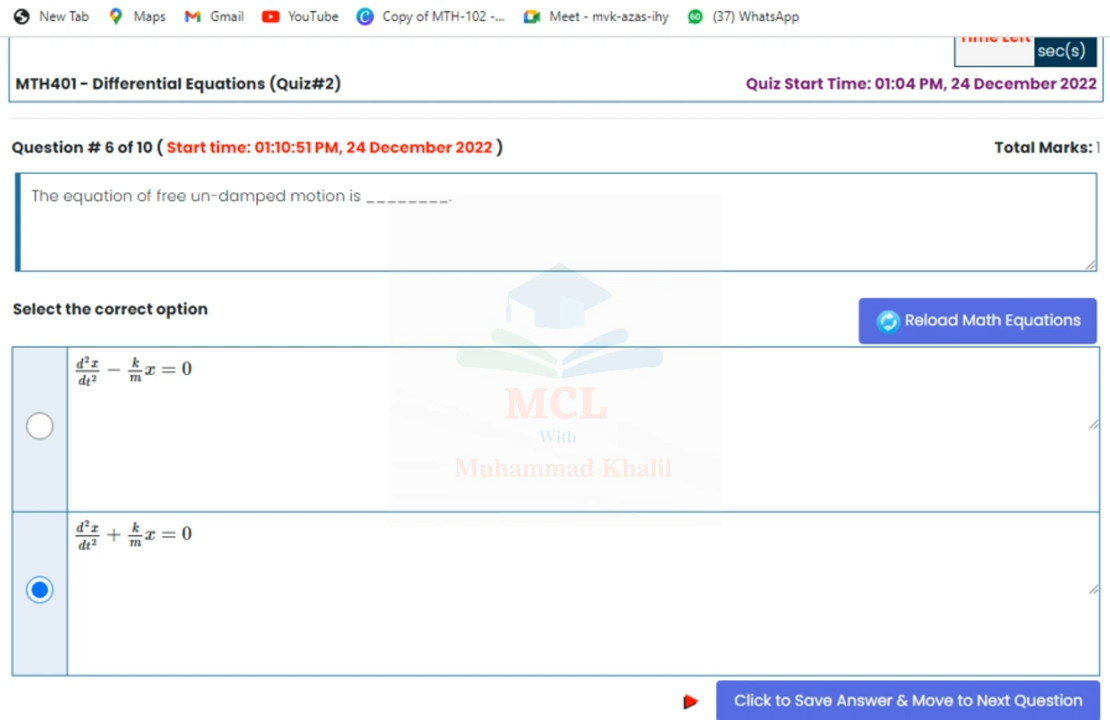 New Tab Maps Gmail YouTube Copy of MTH-102 -... Meet - mvk-azas-ihy (37) WhatsApp
Time Left
sec(s)
MTH401 - Differential Equations (Quiz#2) Quiz Start Time: 01:04 PM, 24 December 2022
Question # 6 of 10 ( Start time: 01:10:51 PM, 24 December 2022 ) Total Marks: 1
The equation of free un-damped motion is ________.
Select the correct option
Reload Math Equations
d²x/dt² − k/m x = 0
MCL
With
Muhammad Khalil
d²x/dt² + k/m x = 0
Click to Save Answer & Move to Next Question